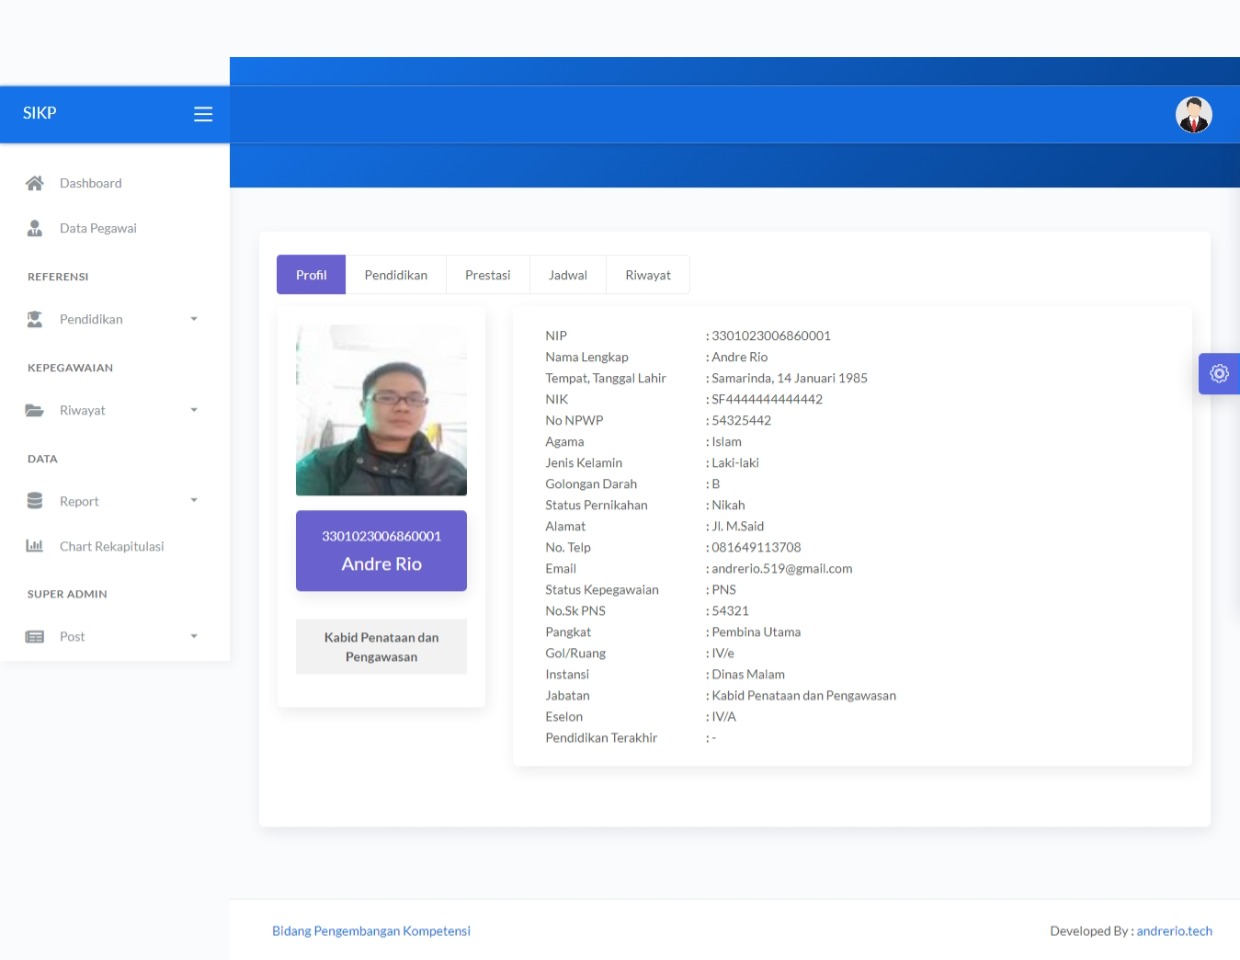 SIKP
Dashboard
Data Pegawai
REFERENSI
Pendidikan
KEPEGAWAIAN
Riwayat
DATA
Report
Chart Rekapitulasi
SUPER ADMIN
Post
Profil
Pendidikan
Prestasi
Jadwal
Riwayat
3301023006860001
Andre Rio
Kabid Penataan dan
Pengawasan
NIP : 3301023006860001
Nama Lengkap : Andre Rio
Tempat, Tanggal Lahir : Samarinda, 14 Januari 1985
NIK : SF4444444444442
No NPWP : 54325442
Agama : Islam
Jenis Kelamin : Laki-laki
Golongan Darah : B
Status Pernikahan : Nikah
Alamat : Jl. M.Said
No. Telp : 081649113708
Email : andrerio.519@gmail.com
Status Kepegawaian : PNS
No.Sk PNS : 54321
Pangkat : Pembina Utama
Gol/Ruang : IV/e
Instansi : Dinas Malam
Jabatan : Kabid Penataan dan Pengawasan
Eselon : IV/A
Pendidikan Terakhir : -
Bidang Pengembangan Kompetensi
Developed By : andrerio.tech